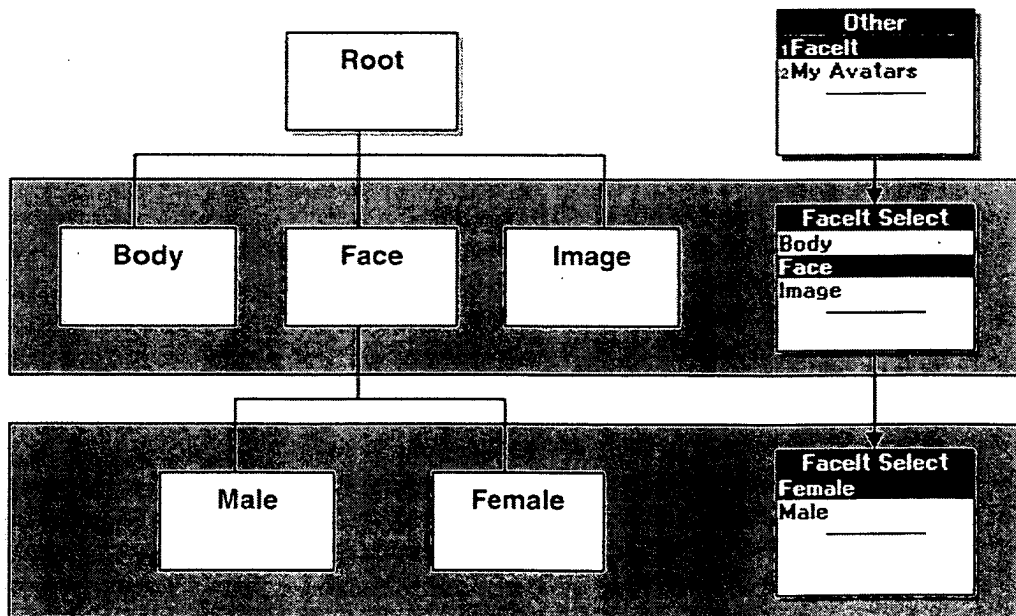 Root
Other
1FaceIt
2My Avatars
Body
Face
Image
FaceIt Select
Body
Face
Image
Male
Female
FaceIt Select
Female
Male